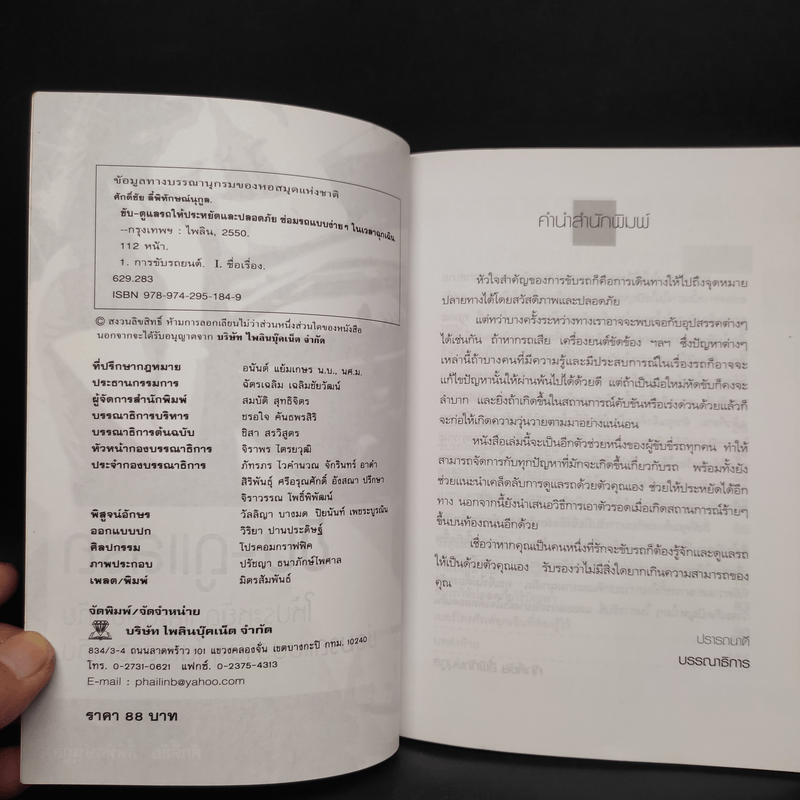 ข้อมูลทางบรรณานุกรมของหอสมุดแห่งชาติ
ศักดิ์ชัย ลี้พิทักษณ์นุกูล.
ขับ-ดูแลรถให้ประหยัดและปลอดภัย ซ่อมรถแบบง่ายๆ ในเวลาฉุกเฉิน
--กรุงเทพฯ : ไพลิน, 2550.
112 หน้า.
1. การขับรถยนต์. I. ชื่อเรื่อง.
629.283
ISBN 978-974-295-184-9
© สงวนลิขสิทธิ์ ห้ามการลอกเลียนไม่ว่าส่วนหนึ่งส่วนใดของหนังสือ
นอกจากจะได้รับอนุญาตจาก บริษัท ไพลินบุ๊คเน็ต จำกัด
ที่ปรึกษากฎหมาย อนันต์ แย้มเกษร น.บ., นศ.ม.
ประธานกรรมการ ฉัตรเฉลิม เฉลิมชัยวัฒน์
ผู้จัดการสำนักพิมพ์ สมบัติ สุทธิจิตร
บรรณาธิการบริหาร ชรอใจ คันธพรสิริ
บรรณาธิการต้นฉบับ ชิสา สรวิสูตร
หัวหน้ากองบรรณาธิการ จิราพร ไตรยวุฒิ
ประจำกองบรรณาธิการ ภัทรภร ไวคำนวณ จักรินทร์ อาดำ
สิริพันธุ์ ศรีอรุณศักดิ์ อังสณา ปรึกษา
จิราวรรณ โพธิ์พิพัฒน์
พิสูจน์อักษร วัลลิญา บางมด ปิยนันท์ เพชระบูรณิน
ออกแบบปก วิริยา ปานประดิษฐ์
ศิลปกรรม โปรคอมกราฟฟิค
ภาพประกอบ ปรัชญา ธนาภักษ์ไพศาล
เพลต/พิมพ์ มิตรสัมพันธ์
จัดพิมพ์/จัดจำหน่าย
บริษัท ไพลินบุ๊คเน็ต จำกัด
834/3-4 ถนนลาดพร้าว 101 แขวงคลองจั่น เขตบางกะปิ กทม. 10240
โทร. 0-2731-0621 แฟกซ์. 0-2375-4313
E-mail : phailinb@yahoo.com
ราคา 88 บาท
คำนำสำนักพิมพ์
หัวใจสำคัญของการขับรถก็คือการเดินทางให้ไปถึงจุดหมาย
ปลายทางได้โดยสวัสดิภาพและปลอดภัย
แต่ทว่าบางครั้งระหว่างทางเราอาจจะพบเจอกับอุปสรรคต่างๆ
ได้เช่นกัน ถ้าหากรถเสีย เครื่องยนต์ขัดข้อง ฯลฯ ซึ่งปัญหาต่างๆ
เหล่านี้ถ้าบางคนที่มีความรู้และมีประสบการณ์ในเรื่องรถก็อาจจะ
แก้ไขปัญหานั้นให้ผ่านพ้นไปได้ด้วยดี แต่ถ้าเป็นมือใหม่หัดขับก็คงจะ
ลำบาก และยิ่งถ้าเกิดขึ้นในสถานการณ์คับขันหรือเร่งด่วนด้วยแล้วก็
จะก่อให้เกิดความวุ่นวายตามมาอย่างแน่นอน
หนังสือเล่มนี้จะเป็นอีกตัวช่วยหนึ่งของผู้ขับขี่รถทุกคน ทำให้
สามารถจัดการกับทุกปัญหาที่มักจะเกิดขึ้นเกี่ยวกับรถ พร้อมทั้งยัง
ช่วยแนะนำเคล็ดลับการดูแลรถด้วยตัวคุณเอง ช่วยให้ประหยัดได้อีก
ทาง นอกจากนี้ยังนำเสนอวิธีการเอาตัวรอดเมื่อเกิดสถานการณ์ร้ายๆ
ขึ้นบนท้องถนนอีกด้วย
เชื่อว่าหากคุณเป็นคนหนึ่งที่รักจะขับรถก็ต้องรู้จักและดูแลรถ
ให้เป็นด้วยตัวคุณเอง รับรองว่าไม่มีสิ่งใดยากเกินความสามารถของ
คุณ
ปรารถนาดี
บรรณาธิการ